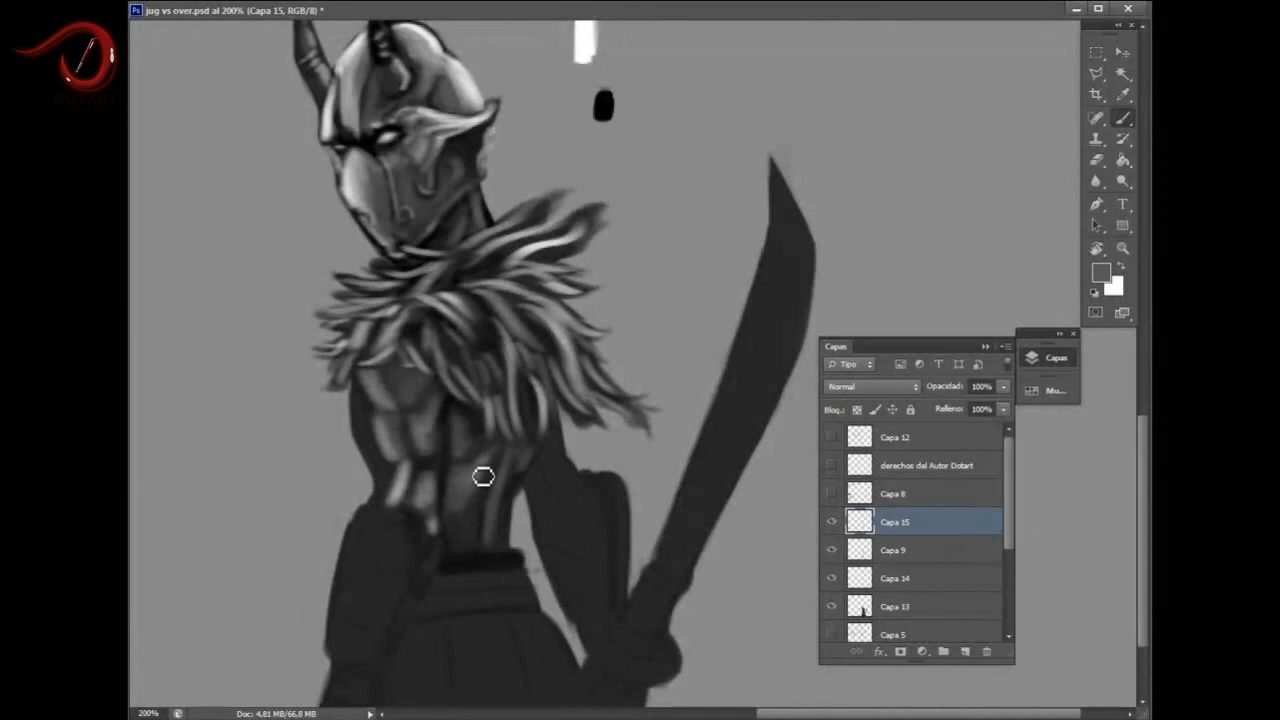 jug vs over.psd al 200% (Capa 15, RGB/8) *
Capas
Tipo
Normal
Opacidad: 100%
Bloq.:
Relleno: 100%
Capa 12
derechos del Autor Dotart
Capa 8
Capa 15
Capa 9
Capa 14
Capa 13
Capa 5
Capas
Mu...
200%
Doc: 4,81 MB/66,8 MB